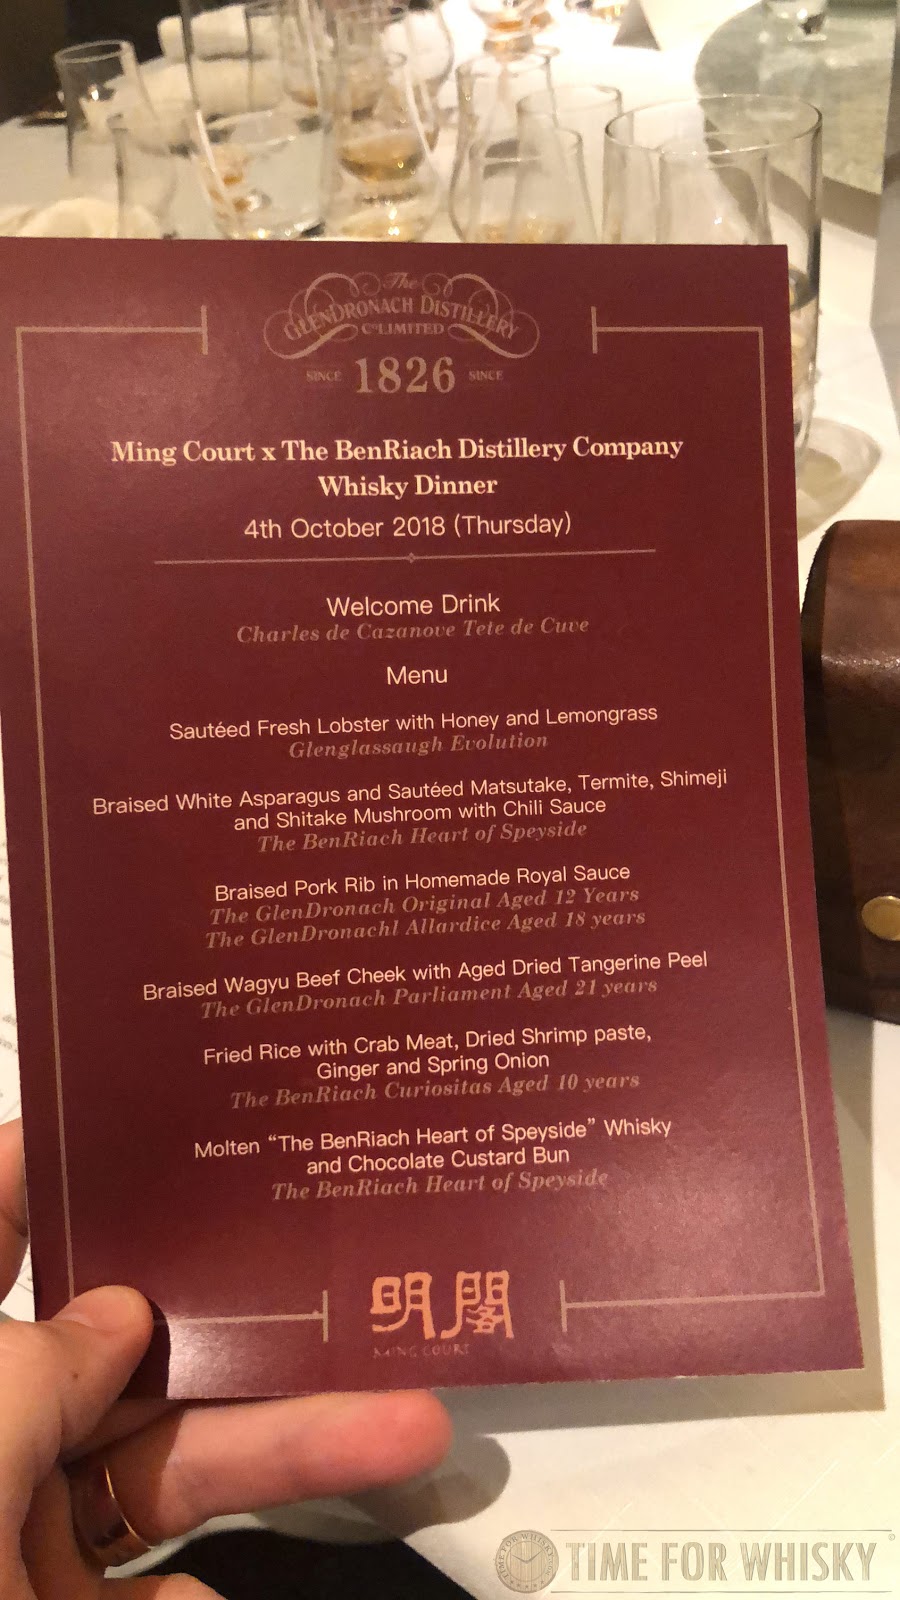 The
GLENDRONACH DISTILLERY
Co LIMITED
SINCE 1826 SINCE
Ming Court x The BenRiach Distillery Company
Whisky Dinner
4th October 2018 (Thursday)
Welcome Drink
Charles de Cazanove Tete de Cuve
Menu
Sautéed Fresh Lobster with Honey and Lemongrass
Glenglassaugh Evolution
Braised White Asparagus and Sautéed Matsutake, Termite, Shimeji
and Shitake Mushroom with Chili Sauce
The BenRiach Heart of Speyside
Braised Pork Rib in Homemade Royal Sauce
The GlenDronach Original Aged 12 Years
The GlenDronachl Allardice Aged 18 years
Braised Wagyu Beef Cheek with Aged Dried Tangerine Peel
The GlenDronach Parliament Aged 21 years
Fried Rice with Crab Meat, Dried Shrimp paste,
Ginger and Spring Onion
The BenRiach Curiositas Aged 10 years
Molten “The BenRiach Heart of Speyside” Whisky
and Chocolate Custard Bun
The BenRiach Heart of Speyside
明閣
MING COURT
TIME FOR WHISKY
TIME FOR WHISKY ©